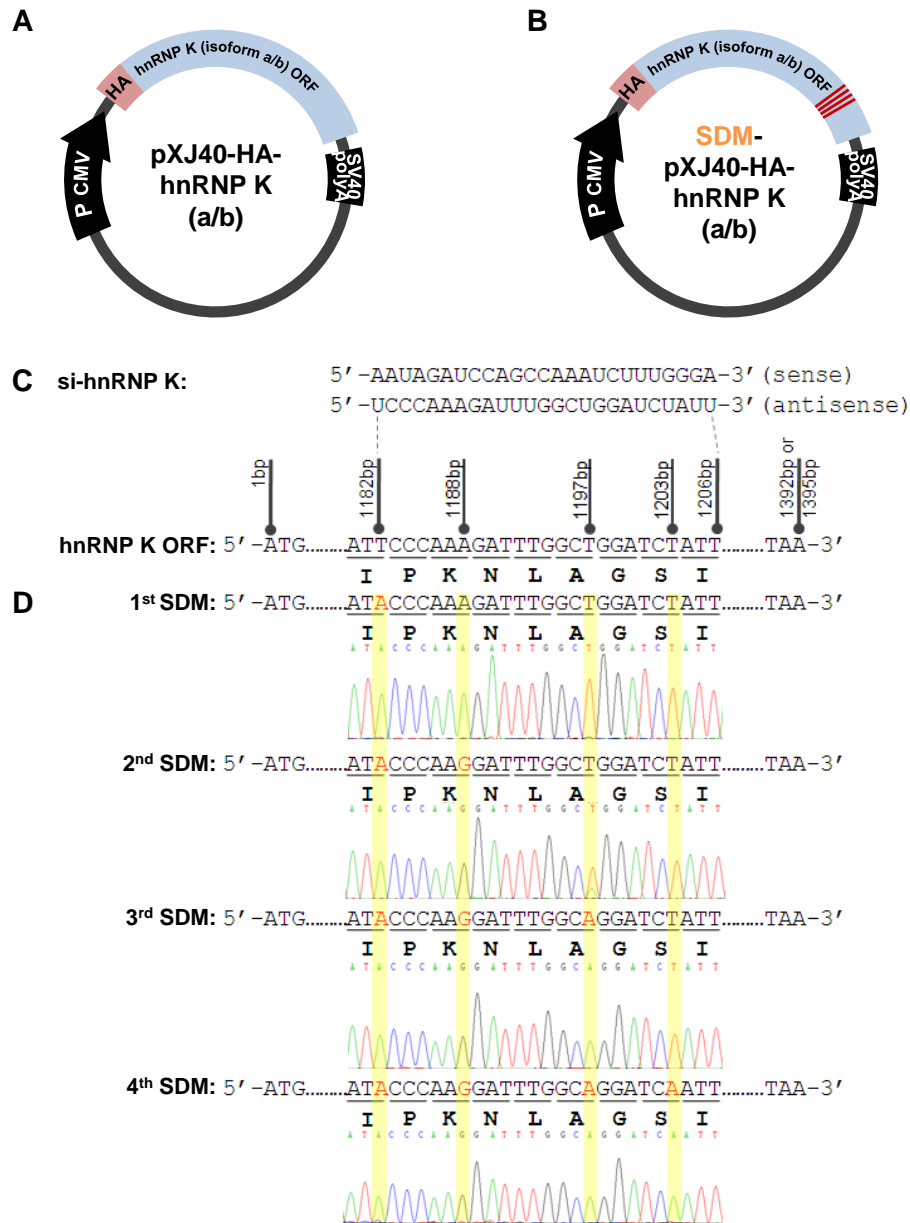 A
B
HA
hnRNP K (isoform a/b) ORF
P CMV
SV40 polyA
pXJ40-HA-
hnRNP K
(a/b)
HA
hnRNP K (isoform a/b) ORF
P CMV
SV40 polyA
SDM-
pXJ40-HA-
hnRNP K
(a/b)
C
si-hnRNP K:
5’-AAUAGAUCCAGCCAAAUCUUUGGGA-3’ (sense)
5’-UCCCAAAGAUUUGGCUGGAUCUAUU-3’ (antisense)
1bp
1182bp
1188bp
1197bp
1203bp
1206bp
1392bp or
1395bp
hnRNP K ORF: 5’-ATG………ATTCCCAAAGATTTGGCTGGATCTATT………TAA-3’
I P K N L A G S I
D
1st SDM: 5’-ATG………ATACCCAAAGATTTGGCTGGATCTATT………TAA-3’
I P K N L A G S I
A T A C C C A A A G A T T T G G C T G G A T C T A T T
2nd SDM: 5’-ATG………ATACCCAAGGATTTGGCTGGATCTATT………TAA-3’
I P K N L A G S I
A T A C C C A A G G A T T T G G C T G G A T C T A T T
3rd SDM: 5’-ATG………ATACCCAAGGATTTGGCAGGATCTATT………TAA-3’
I P K N L A G S I
A T A C C C A A G G A T T T G G C A G G A T C T A T T
4th SDM: 5’-ATG………ATACCCAAGGATTTGGCAGGATCAATT………TAA-3’
I P K N L A G S I
A T A C C C A A G G A T T T G G C A G G A T C A A T T